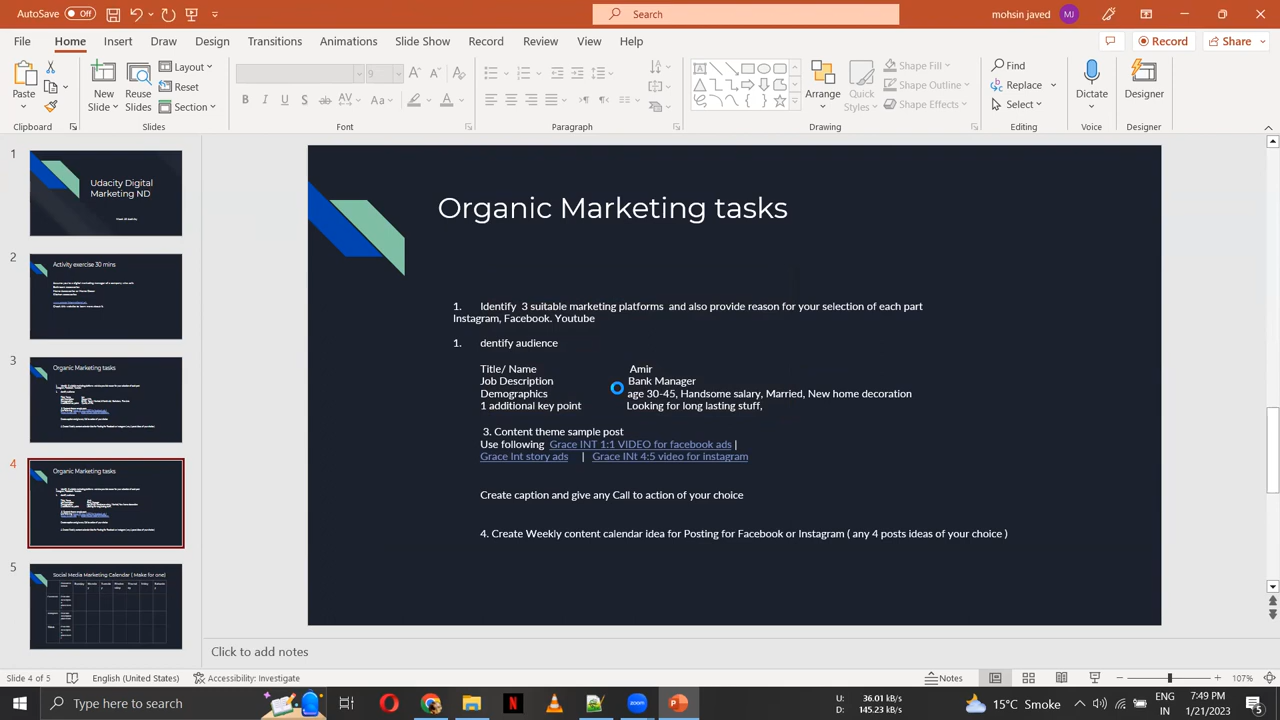 AutoSave Off
Search
mohsin javed MJ
File Home Insert Draw Design Transitions Animations Slide Show Record Review View Help
Record Share
Paste
New Slide
Reuse Slides
Layout
Reset
Section
9
Arrange
Quick Styles
Shape Fill
Shape Outline
Shape Effects
Find
Replace
Select
Dictate
Designer
Clipboard Slides Font Paragraph Drawing Editing Voice Designer
1
Udacity Digital
Marketing ND
2
Activity exercise 30 mins
3
Organic Marketing tasks
4
Organic Marketing tasks
5
Social Media Marketing Calendar ( Make for one)
Organic Marketing tasks
1. Identify 3 suitable marketing platforms and also provide reason for your selection of each part
Instagram, Facebook. Youtube
1. dentify audience
Title/ Name Amir
Job Description Bank Manager
Demographics age 30-45, Handsome salary, Married, New home decoration
1 additional key point Looking for long lasting stuff,
3. Content theme sample post
Use following Grace INT 1:1 VIDEO for facebook ads |
Grace Int story ads | Grace INt 4:5 video for instagram
Create caption and give any Call to action of your choice
4. Create Weekly content calendar idea for Posting for Facebook or Instagram ( any 4 posts ideas of your choice )
Click to add notes
Slide 4 of 5 English (United States) Accessibility: Investigate Notes 107%
Type here to search
U: 36.01 kB/s
D: 145.23 kB/s
15°C Smoke
ENG
IN
7:49 PM
1/21/2023
5